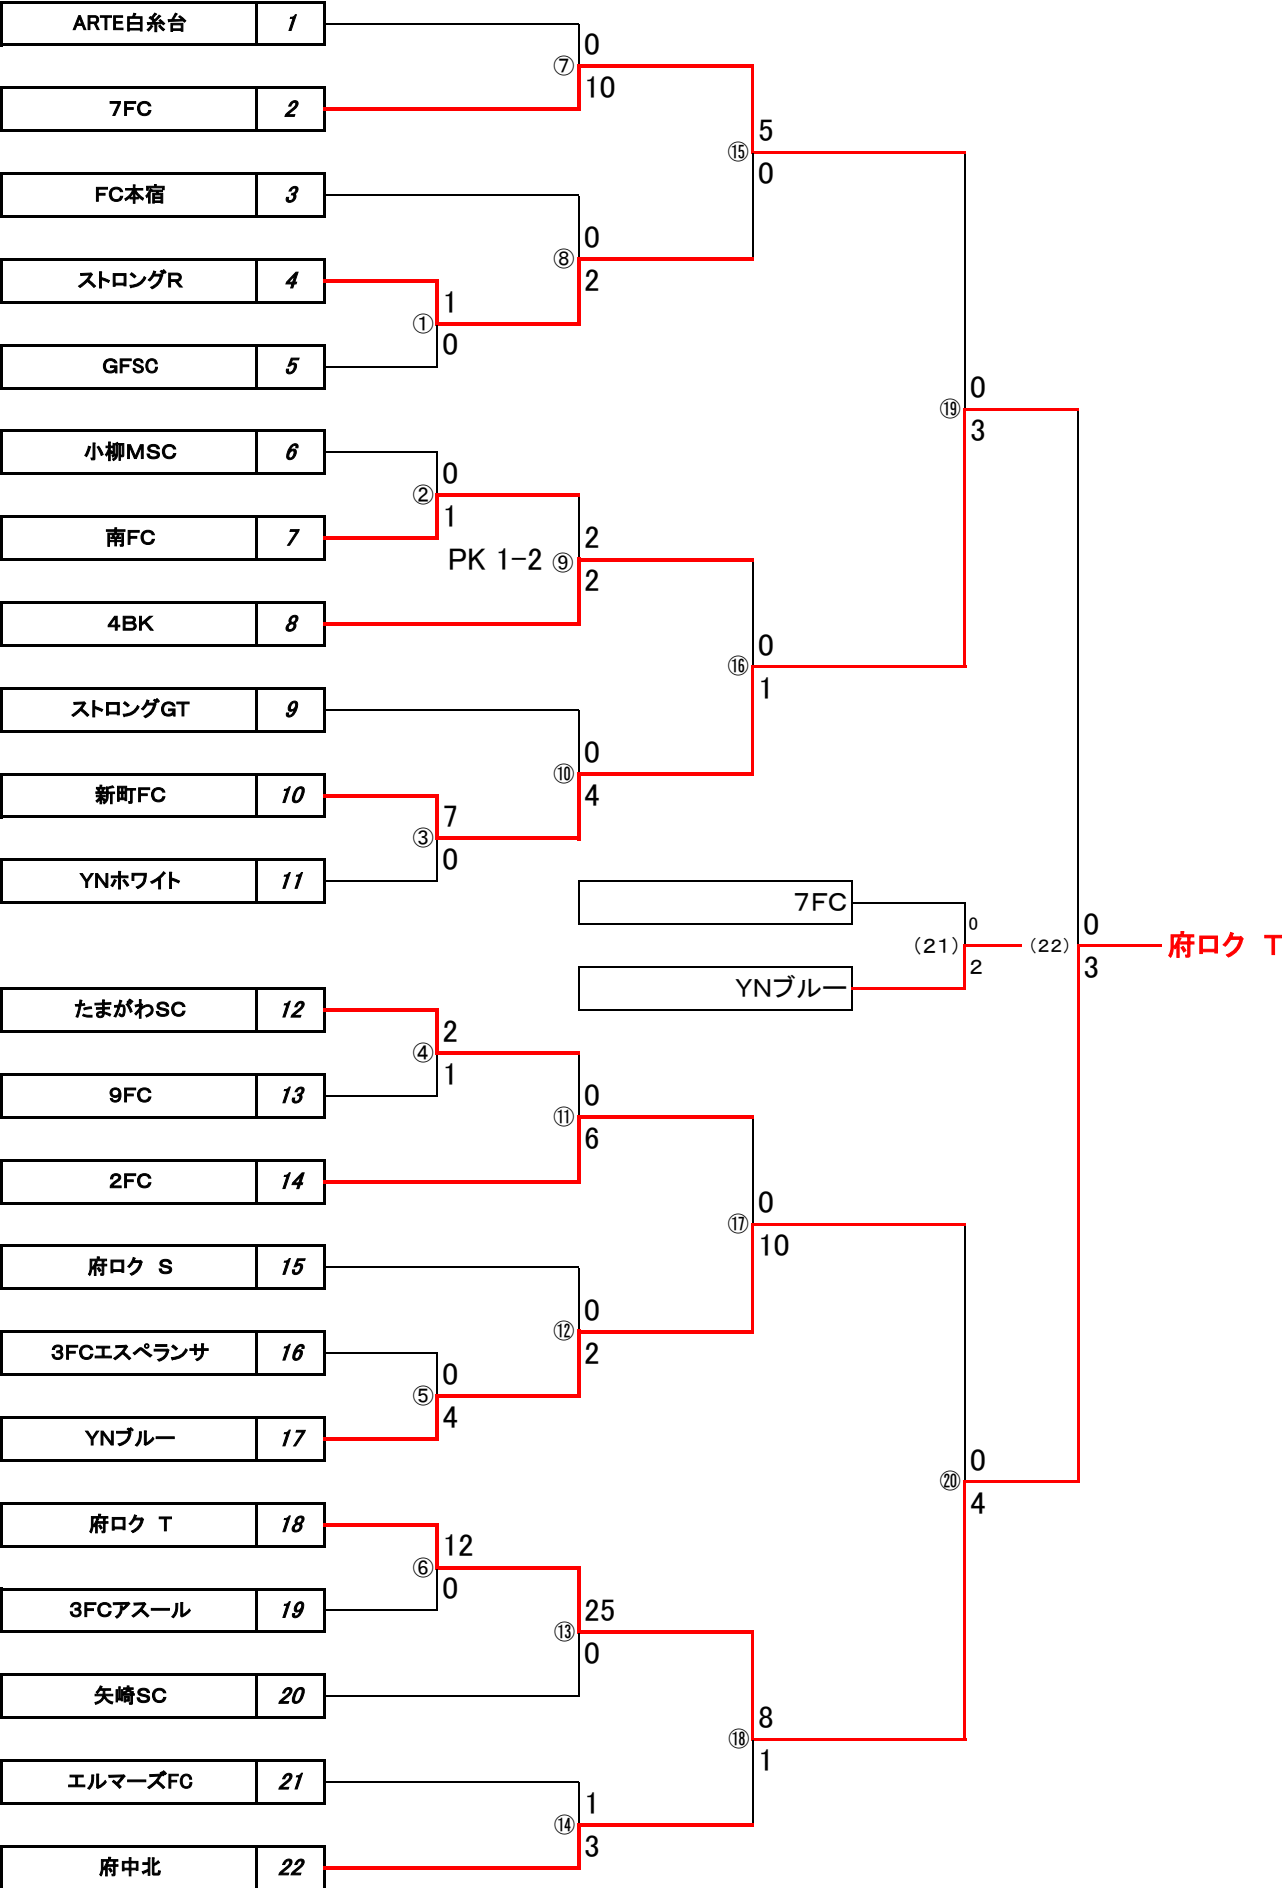 ARTE白糸台 1
0
⑦
10
7FC 2
5
⑮
0
FC本宿 3
0
⑧
2
ストロングR 4
1
①
0
GFSC 5
0
⑲
3
小柳MSC 6
0
②
1
南FC 7
2
PK 1-2 ⑨
2
4BK 8
0
⑯
1
ストロングGT 9
0
⑩
4
新町FC 10
7
③
0
YNホワイト 11
7FC
0
(21)
2
YNブルー
0
(22)
3
府ロク T
たまがわSC 12
2
④
1
9FC 13
0
⑪
6
2FC 14
0
⑰
10
府ロク S 15
0
⑫
2
3FCエスペランサ 16
0
⑤
4
YNブルー 17
0
⑳
4
府ロク T 18
12
⑥
0
3FCアスール 19
25
⑬
0
矢崎SC 20
8
⑱
1
エルマーズFC 21
1
⑭
3
府中北 22